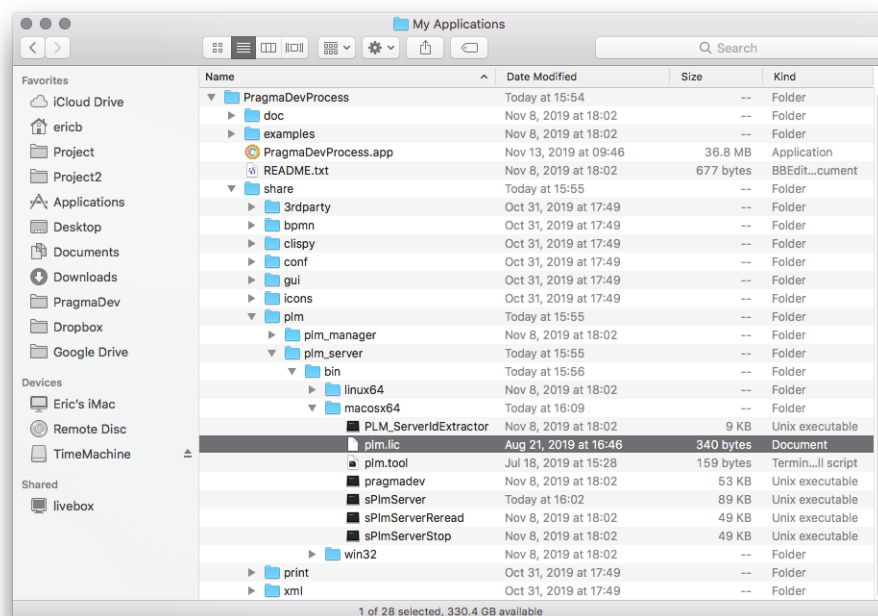 My Applications
Search
Favorites
iCloud Drive
ericb
Project
Project2
Applications
Desktop
Documents
Downloads
PragmaDev
Dropbox
Google Drive
Devices
Eric's iMac
Remote Disc
TimeMachine
Shared
livebox
Name Date Modified Size Kind
PragmaDevProcess Today at 15:54 -- Folder
doc Nov 8, 2019 at 18:02 -- Folder
examples Nov 8, 2019 at 18:02 -- Folder
PragmaDevProcess.app Nov 13, 2019 at 09:46 36.8 MB Application
README.txt Nov 8, 2019 at 18:02 677 bytes BBEdit...cument
share Today at 15:55 -- Folder
3rdparty Oct 31, 2019 at 17:49 -- Folder
bpmn Oct 31, 2019 at 17:49 -- Folder
clispy Oct 31, 2019 at 17:49 -- Folder
conf Oct 31, 2019 at 17:49 -- Folder
gui Oct 31, 2019 at 17:49 -- Folder
icons Oct 31, 2019 at 17:49 -- Folder
plm Today at 15:55 -- Folder
plm_manager Nov 8, 2019 at 18:02 -- Folder
plm_server Today at 15:55 -- Folder
bin Today at 15:56 -- Folder
linux64 Nov 8, 2019 at 18:02 -- Folder
macosx64 Today at 16:09 -- Folder
PLM_ServerIdExtractor Nov 8, 2019 at 18:02 9 KB Unix executable
plm.lic Aug 21, 2019 at 16:46 340 bytes Document
plm.tool Jul 18, 2019 at 15:28 159 bytes Termin...ll script
pragmadev Nov 8, 2019 at 18:02 53 KB Unix executable
sPlmServer Today at 16:02 89 KB Unix executable
sPlmServerReread Nov 8, 2019 at 18:02 49 KB Unix executable
sPlmServerStop Nov 8, 2019 at 18:02 49 KB Unix executable
win32 Nov 8, 2019 at 18:02 -- Folder
print Oct 31, 2019 at 17:49 -- Folder
xml Oct 31, 2019 at 17:49 -- Folder
1 of 28 selected, 330.4 GB available